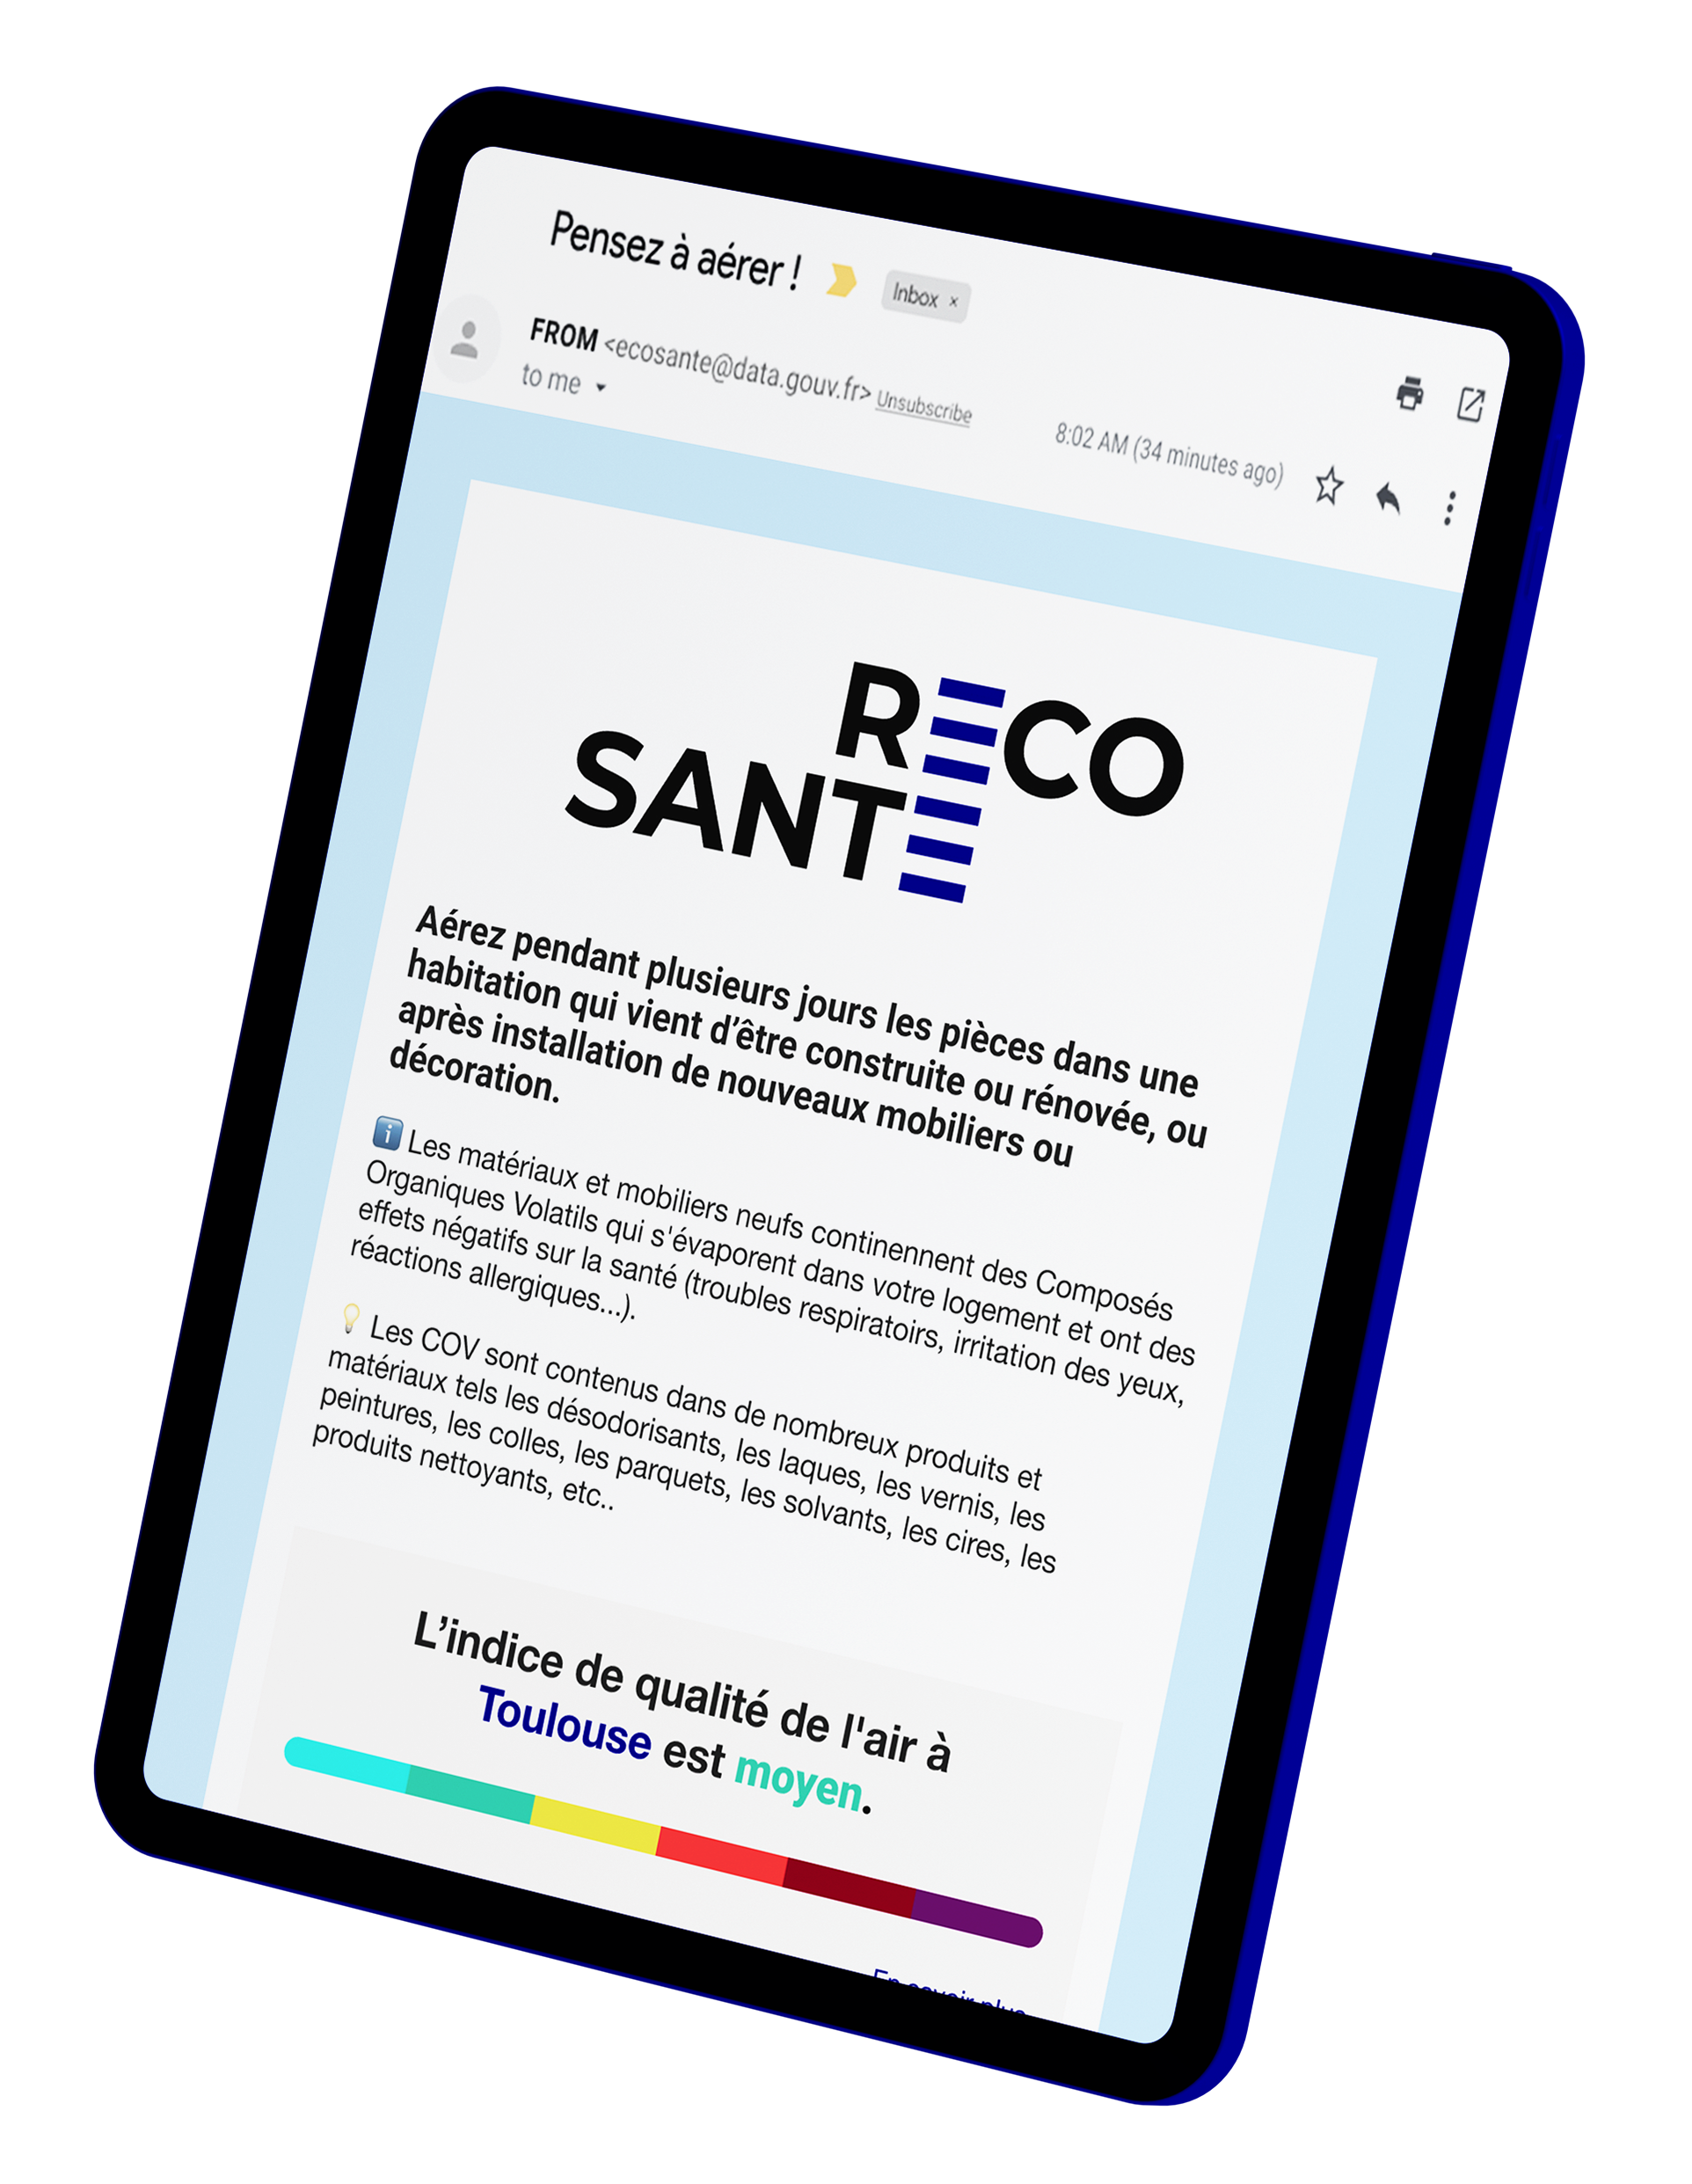 Pensez à aérer !
Inbox ×
FROM <ecosante@data.gouv.fr> Unsubscribe
to me
8:02 AM (34 minutes ago)
RECO
SANTE
Aérez pendant plusieurs jours les pièces dans une
habitation qui vient d’être construite ou rénovée, ou
après installation de nouveaux mobiliers ou
décoration.
Les matériaux et mobiliers neufs continennent des Composés
Organiques Volatils qui s'évaporent dans votre logement et ont des
effets négatifs sur la santé (troubles respiratoirs, irritation des yeux,
réactions allergiques...).
Les COV sont contenus dans de nombreux produits et
matériaux tels les désodorisants, les laques, les vernis, les
peintures, les colles, les parquets, les solvants, les cires, les
produits nettoyants, etc..
L’indice de qualité de l'air à
Toulouse est moyen.
En savoir plus